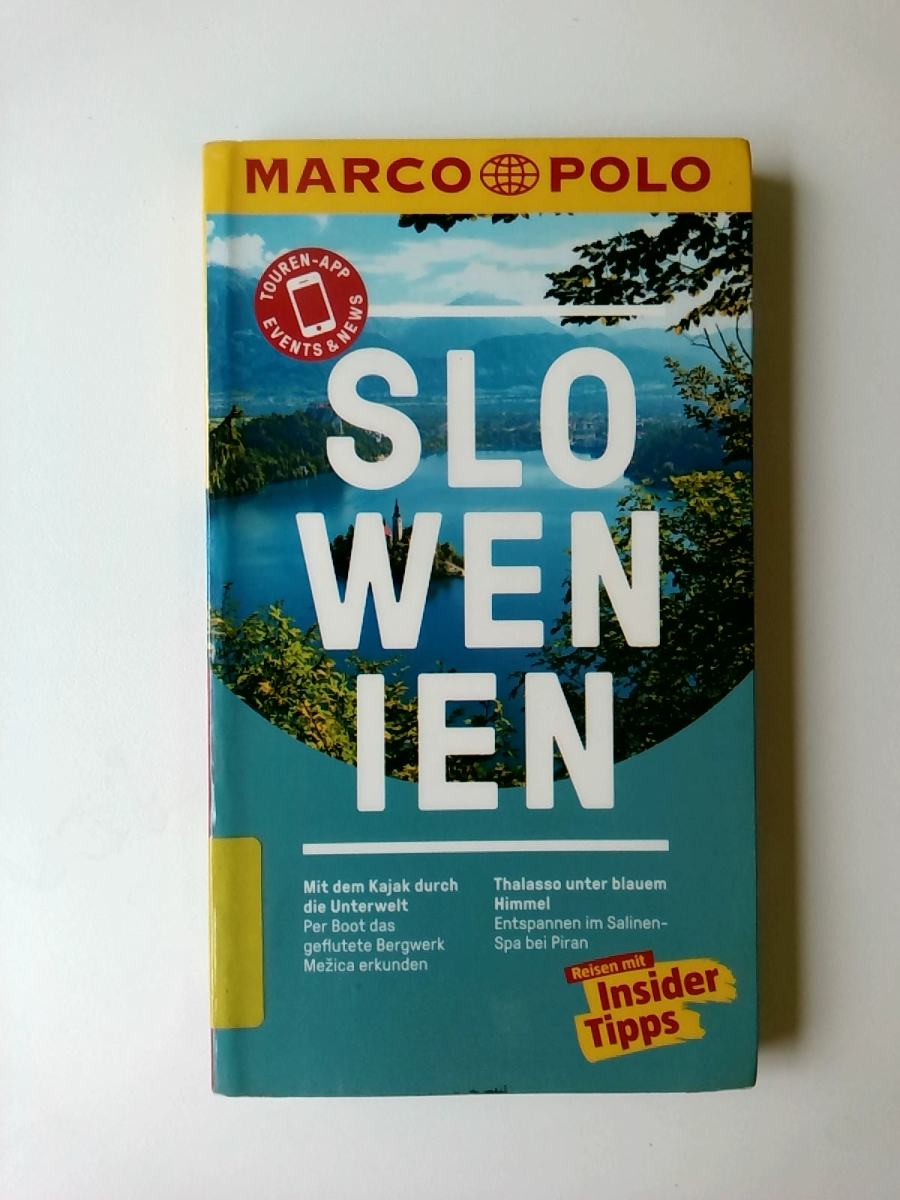 MARCO POLO
TOUREN-APP
EVENTS & NEWS
SLO
WEN
IEN
Mit dem Kajak durch
die Unterwelt
Per Boot das
geflutete Bergwerk
Mežica erkunden
Thalasso unter blauem
Himmel
Entspannen im Salinen-
Spa bei Piran
Reisen mit
Insider
Tipps